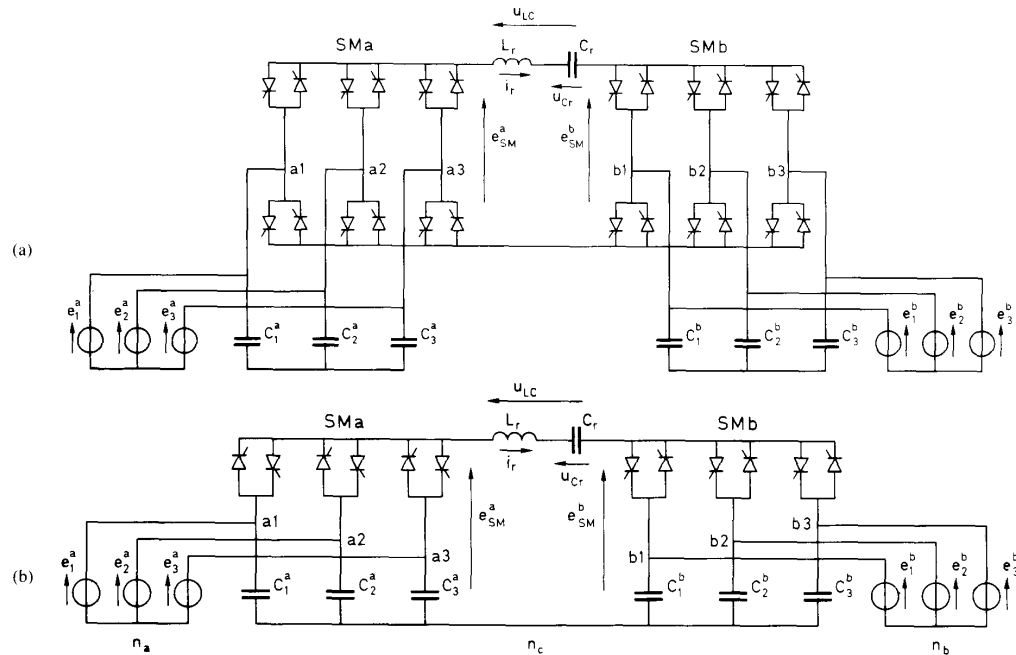 u_LC
SMa L_r C_r SMb
i_r u_Cr
e^a_SM e^b_SM
a1 a2 a3 b1 b2 b3
(a)
e^a_1 e^a_2 e^a_3 e^b_1 e^b_2 e^b_3
C^a_1 C^a_2 C^a_3 C^b_1 C^b_2 C^b_3
u_LC
SMa L_r C_r SMb
i_r u_Cr
e^a_SM e^b_SM
a1 a2 a3 b1 b2 b3
(b)
e^a_1 e^a_2 e^a_3 C^a_1 C^a_2 C^a_3 C^b_1 C^b_2 C^b_3 e^b_1 e^b_2 e^b_3
n_a n_c n_b